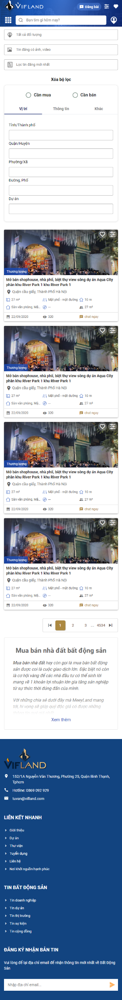 VIFLAND
Đăng bài
Bạn tìm gì hôm nay?
Tất cả đối tượng
Tin đăng có ảnh, video
Lọc tin đăng mới nhất
Xóa bộ lọc
Cần mua
Cần bán
Vị trí
Thông tin
Khác
Tỉnh/Thành phố
Quận/Huyện
Phường/Xã
Đường, Phố
Dự án
Thương lượng
Mở bán shophouse, nhà phố, biệt thự view sông dự án Aqua City
phân khu River Park 1 khu River Park 1
Quận cầu giấy, Thành Phố Hà Nội
27 m² Mặt phố - mặt đường 10 m
Sàn văn phòng, Mặ... -- 27 m²
22/09/2020 320 chat ngay
Thương lượng
Mở bán shophouse, nhà phố, biệt thự view sông dự án Aqua City
phân khu River Park 1 khu River Park 1
Quận cầu giấy, Thành Phố Hà Nội
27 m² Mặt phố - mặt đường 10 m
Sàn văn phòng, Mặ... -- 27 m²
22/09/2020 320 chat ngay
Thương lượng
Mở bán shophouse, nhà phố, biệt thự view sông dự án Aqua City
phân khu River Park 1 khu River Park 1
Quận cầu giấy, Thành Phố Hà Nội
27 m² Mặt phố - mặt đường 10 m
Sàn văn phòng, Mặ... -- 27 m²
22/09/2020 320 chat ngay
Thương lượng
Mở bán shophouse, nhà phố, biệt thự view sông dự án Aqua City
phân khu River Park 1 khu River Park 1
Quận cầu giấy, Thành Phố Hà Nội
27 m² Mặt phố - mặt đường 10 m
Sàn văn phòng, Mặ... -- 27 m²
22/09/2020 320 chat ngay
1 2 3 ... 4534
Mua bán nhà đất bất động sản
Mua bán nhà đất hay còn gọi là mua bán bất động
sản được coi là cuộc giao dịch lớn. Đặc biệt nó còn
là cơ hội vàng để các nhà đầu tư có thể sinh lời
mang về 1 khoản lợi nhuận lớn gia tăng sản nghiệp
từ sự thức thời đúng đắn của mình.
Với những chia sẻ dưới đây mà MeeyLand mang
tới, hi vọng sẽ giúp quý độc giả có được những
thông tin quý giá nhất.
Xem thêm
VIFLAND
152/1A Nguyễn Văn Thương, Phường 25, Quận Bình Thạnh,
Tphcm
Hotline: 0869 092 929
tuvan@vifland.com
LIÊN KẾT NHANH
Giới thiệu
Dự án
Thư viện
Tuyển dụng
Liên hệ
Nơi khởi nguồn hạnh phúc
TIN BẤT ĐỘNG SẢN
Tin doanh nghiệp
Tin dự án
Tin thị trường
Tin sự kiện
Tin cộng đồng
ĐĂNG KÝ NHẬN BẢN TIN
Vui lòng để lại địa chỉ email để nhận thông tin mới nhất về Bất Động
Sản
Nhập địa chỉ email...